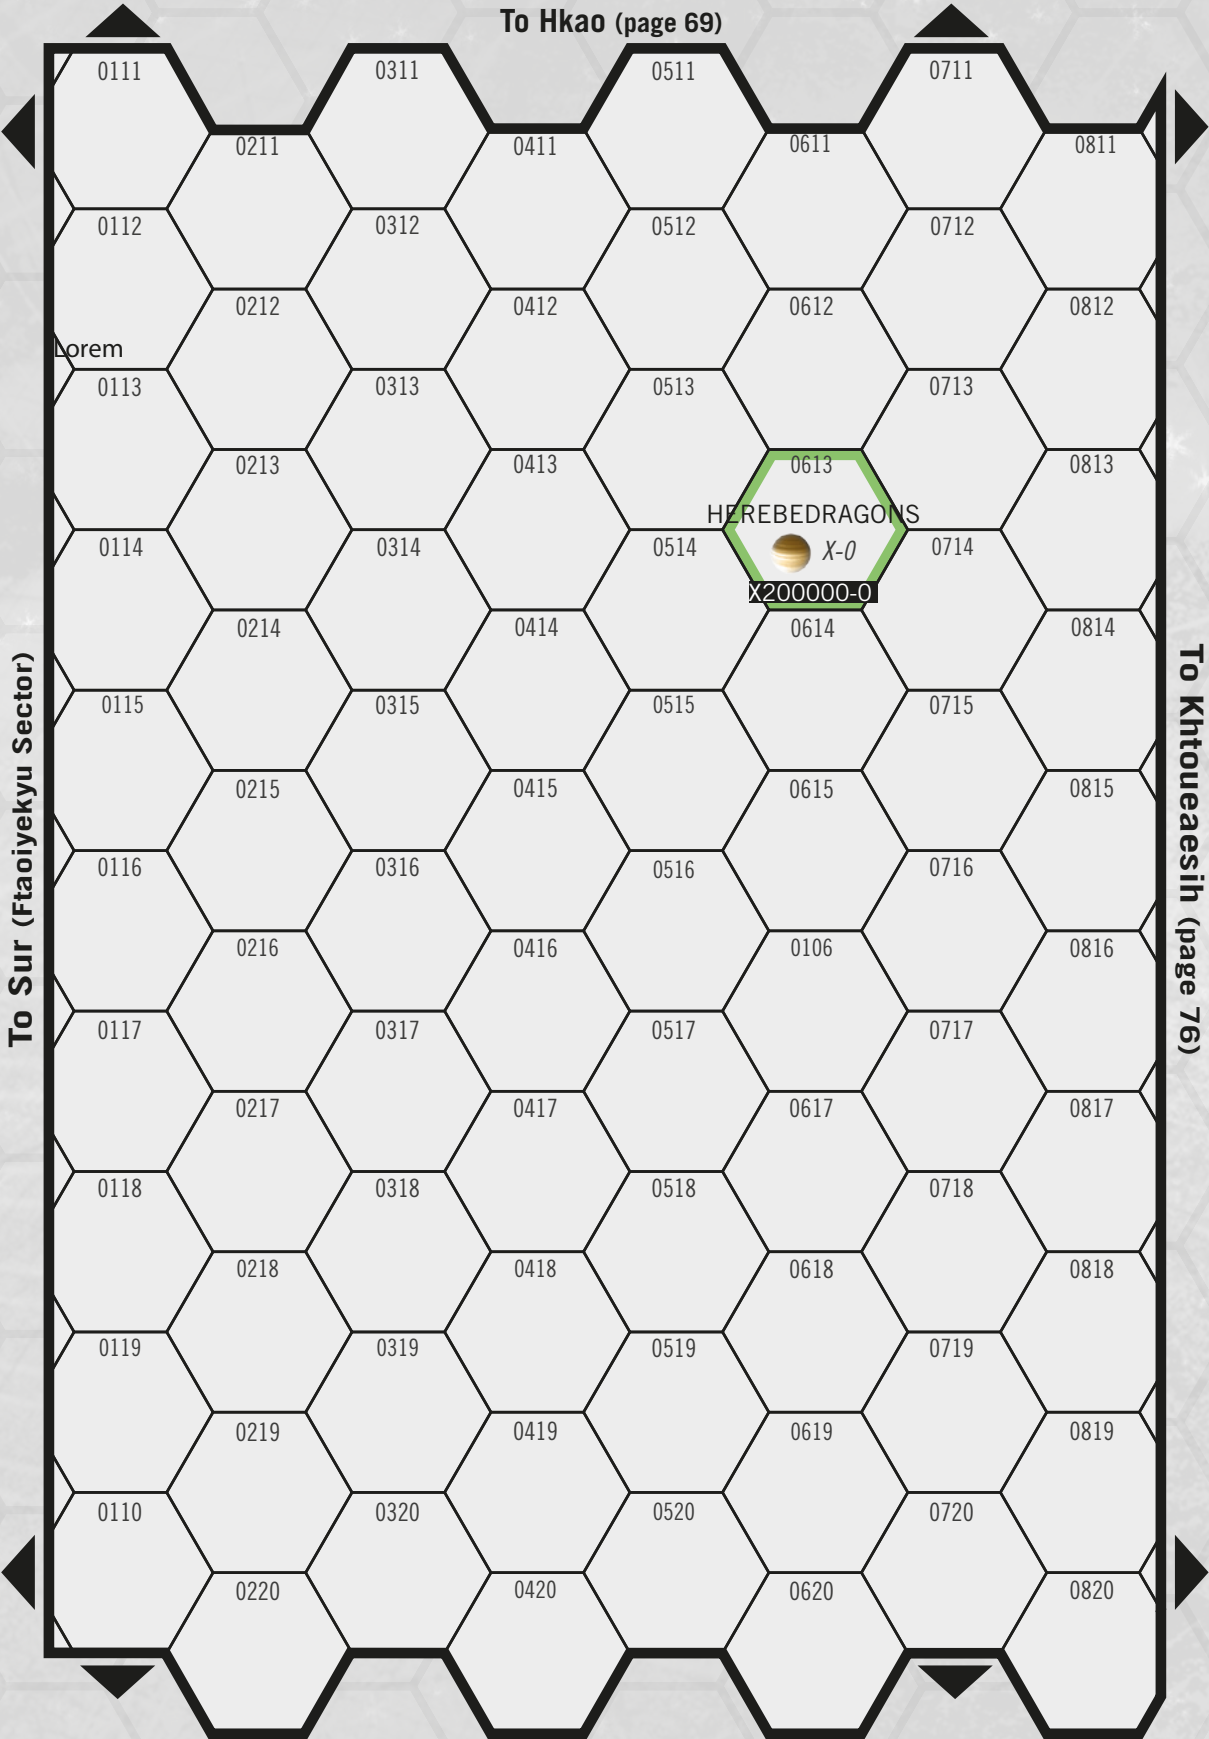 To Hkao (page 69)
0111 0311 0511 0711
0211 0411 0611 0811
0112 0312 0512 0712
0212 0412 0612 0812
Lorem
0113 0313 0513 0713
0213 0413 0613 0813
HEREBEDRAGONS
0114 0314 0514 X-0 0714
X200000-0
0214 0414 0614 0814
0115 0315 0515 0715
0215 0415 0615 0815
0116 0316 0516 0716
0216 0416 0106 0816
0117 0317 0517 0717
0217 0417 0617 0817
0118 0318 0518 0718
0218 0418 0618 0818
0119 0319 0519 0719
0219 0419 0619 0819
0110 0320 0520 0720
0220 0420 0620 0820
To Sur (Ftaoiyekyu Sector)
To Khtoueaesih (page 76)